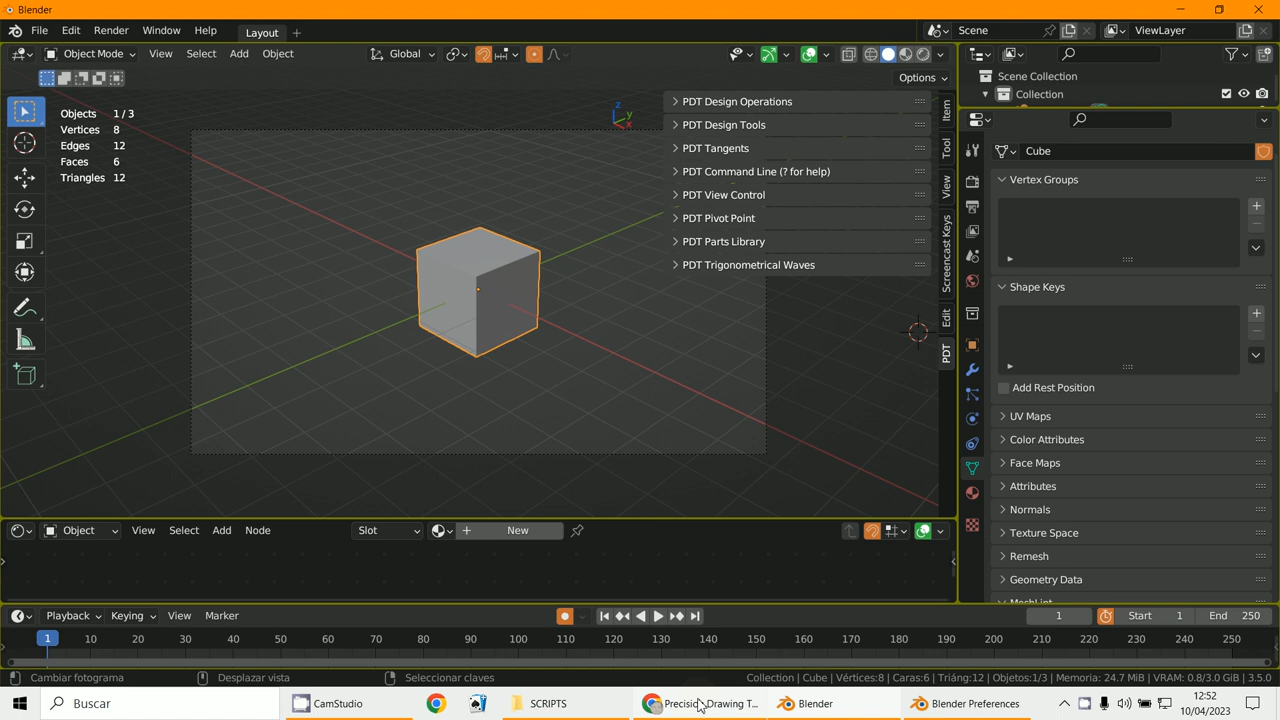 Blender
File Edit Render Window Help Layout + Scene ViewLayer
Object Mode View Select Add Object Global
Options
Objects 1 / 3
Vertices 8
Edges 12
Faces 6
Triangles 12
Z
Y
X
PDT Design Operations
PDT Design Tools
PDT Tangents
PDT Command Line (? for help)
PDT View Control
PDT Pivot Point
PDT Parts Library
PDT Trigonometrical Waves
Item
Tool
View
Screencast Keys
Edit
PDT
Scene Collection
Collection
Cube
Vertex Groups
Shape Keys
Add Rest Position
UV Maps
Color Attributes
Face Maps
Attributes
Normals
Texture Space
Remesh
Geometry Data
MeshLint
Object View Select Add Node Slot + New
Playback Keying View Marker 1 Start 1 End 250
1 10 20 30 40 50 60 70 80 90 100 110 120 130 140 150 160 170 180 190 200 210 220 230 240 250
Cambiar fotograma Desplazar vista Seleccionar claves Collection | Cube | Vértices:8 | Caras:6 | Triáng:12 | Objetos:1/3 | Memoria: 24.7 MiB | VRAM: 0.8/3.0 GiB | 3.5.0
Buscar CamStudio SCRIPTS Precision Drawing T... Blender Blender Preferences
12:52
10/04/2023